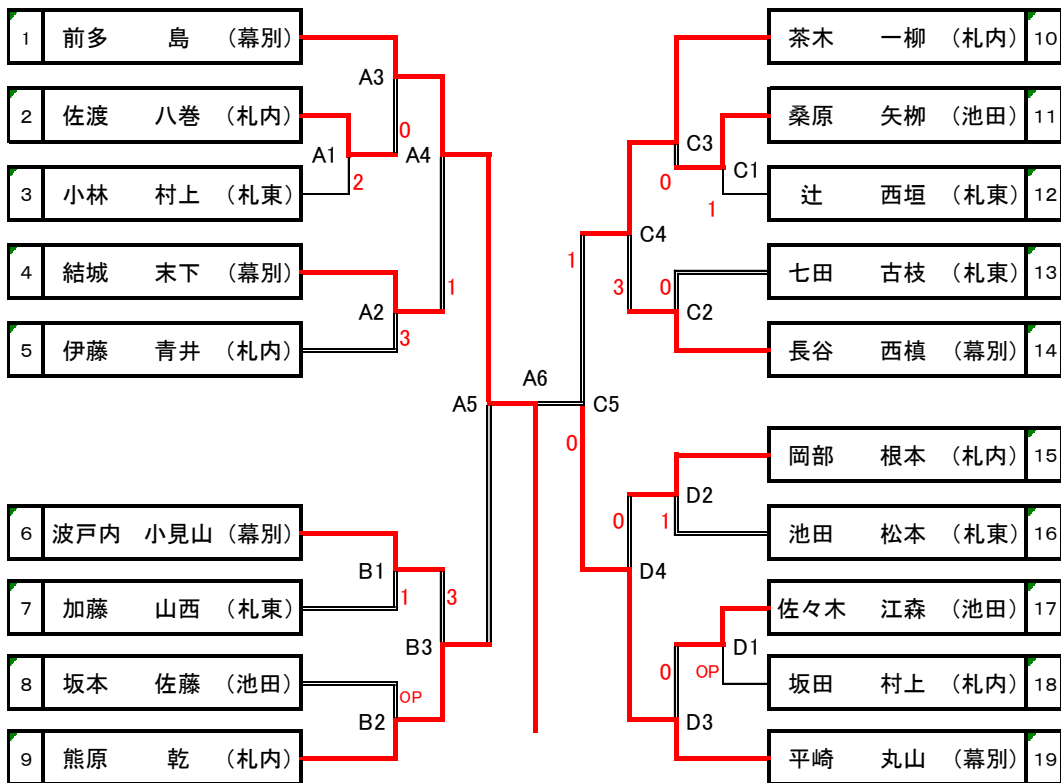 1 前多 島 (幕別)
A3
2 佐渡 八巻 (札内)
0
A1
A4
3 小林 村上 (札東)
2
4 結城 末下 (幕別)
1
A2
5 伊藤 青井 (札内)
3
A5
6 波戸内 小見山 (幕別)
B1
7 加藤 山西 (札東)
1
3
B3
8 坂本 佐藤 (池田)
OP
B2
9 熊原 乾 (札内)
A6
茶木 一柳 (札内) 10
桑原 矢栁 (池田) 11
C3
C1
0
辻 西垣 (札東) 12
1
C4
1
七田 古枝 (札東) 13
3
0
C2
長谷 西槙 (幕別) 14
C5
0
岡部 根本 (札内) 15
D2
0
1
池田 松本 (札東) 16
D4
佐々木 江森 (池田) 17
D1
0
OP
坂田 村上 (札内) 18
D3
平崎 丸山 (幕別) 19